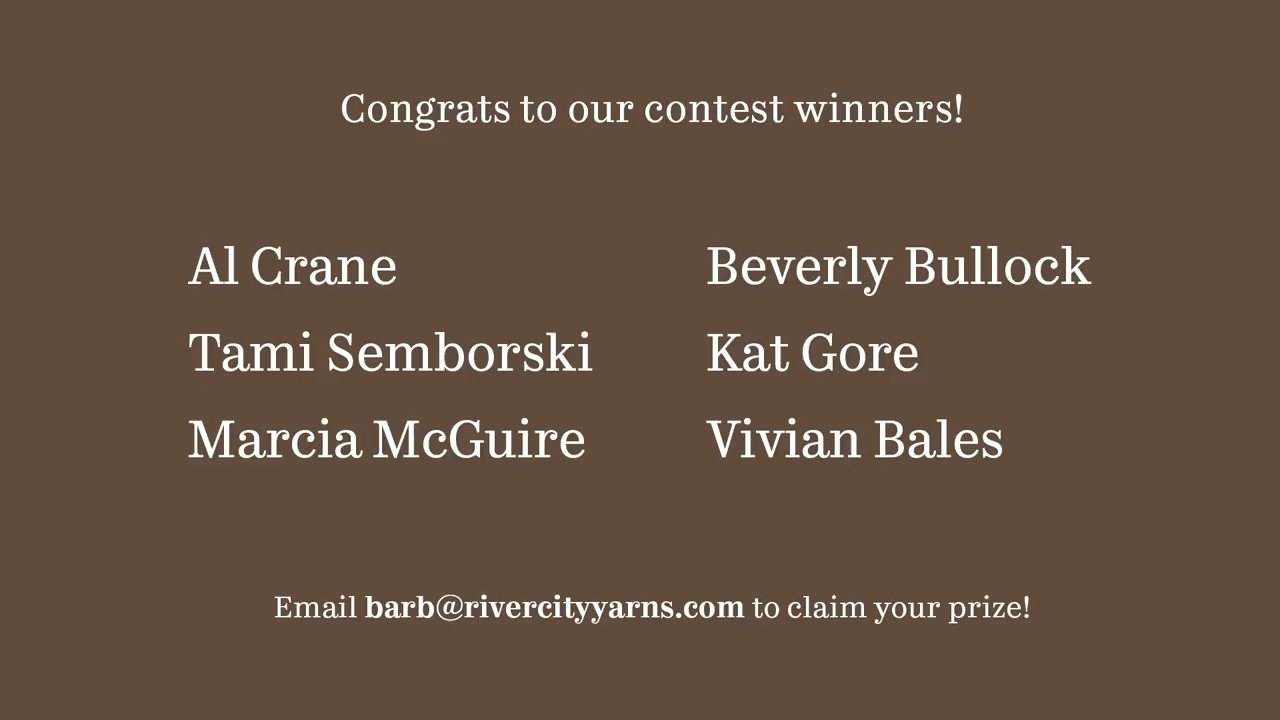 Congrats to our contest winners!
Al Crane
Tami Semborski
Marcia McGuire
Beverly Bullock
Kat Gore
Vivian Bales
Email barb@rivercityyarns.com to claim your prize!